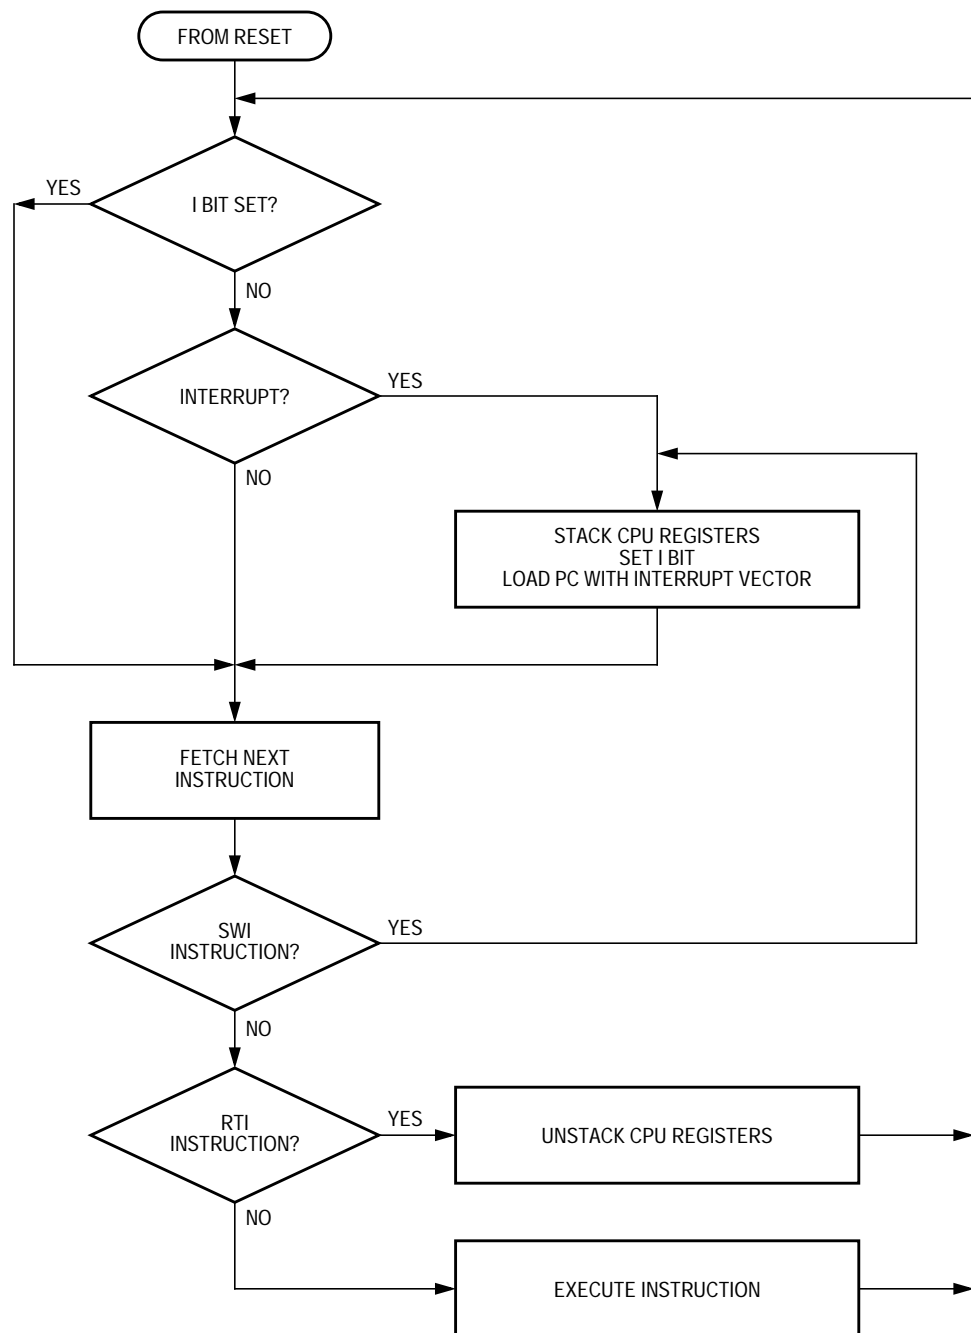 FROM RESET
YES
I BIT SET?
NO
INTERRUPT?
YES
NO
STACK CPU REGISTERS
SET I BIT
LOAD PC WITH INTERRUPT VECTOR
FETCH NEXT
INSTRUCTION
SWI
INSTRUCTION?
YES
NO
RTI
INSTRUCTION?
YES
UNSTACK CPU REGISTERS
NO
EXECUTE INSTRUCTION